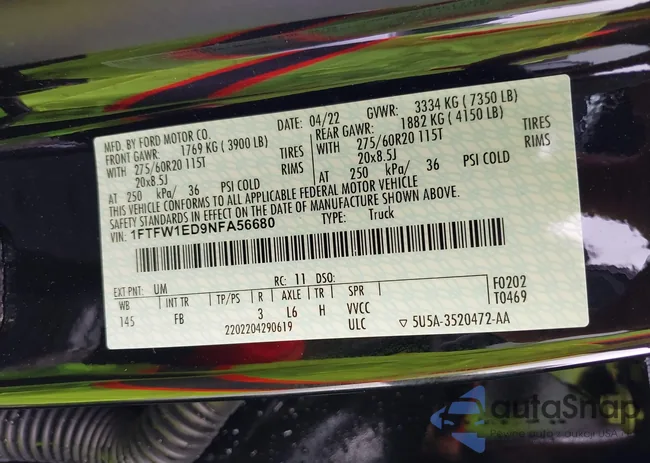 MFD. BY FORD MOTOR CO.
DATE: 04/22
GVWR: 3334 KG ( 7350 LB)
FRONT GAWR: 1769 KG ( 3900 LB)
REAR GAWR: 1882 KG ( 4150 LB)
WITH 275/60R20 115T TIRES
WITH 275/60R20 115T TIRES
20x8.5J RIMS
20x8.5J RIMS
AT 250 kPa/ 36 PSI COLD
AT 250 kPa/ 36 PSI COLD
THIS VEHICLE CONFORMS TO ALL APPLICABLE FEDERAL MOTOR VEHICLE
SAFETY STANDARDS IN EFFECT ON THE DATE OF MANUFACTURE SHOWN ABOVE.
VIN: 1FTFW1ED9NFA56680
TYPE: Truck
EXT PNT: UM RC: 11 DSO: F0202
WB INT TR TP/PS R AXLE TR SPR T0469
145 FB 3 L6 H VVCC
2202204290619 ULC ▽ 5U5A-3520472-AA
autaShap